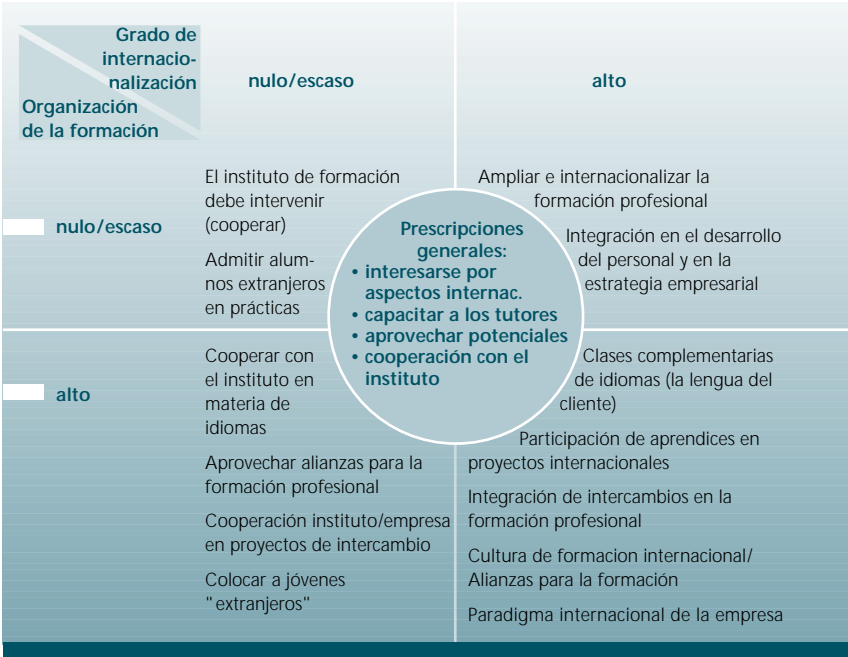 Grado de
internacio-
nalización
Organización
de la formación
nulo/escaso
alto
nulo/escaso
El instituto de formación
debe intervenir
(cooperar)
Admitir alum-
nos extranjeros
en prácticas
Ampliar e internacionalizar la
formación profesional
Integración en el desarrollo
del personal y en la
estrategia empresarial
Prescripciones
generales:
• interesarse por
aspectos internac.
• capacitar a los tutores
• aprovechar potenciales
• cooperación con el
instituto
alto
Cooperar con
el instituto en
materia de
idiomas
Aprovechar alianzas para la
formación profesional
Cooperación instituto/empresa
en proyectos de intercambio
Colocar a jóvenes
"extranjeros"
Clases complementarias
de idiomas (la lengua del
cliente)
Participación de aprendices en
proyectos internacionales
Integración de intercambios en la
formación profesional
Cultura de formacion internacional/
Alianzas para la formación
Paradigma internacional de la empresa